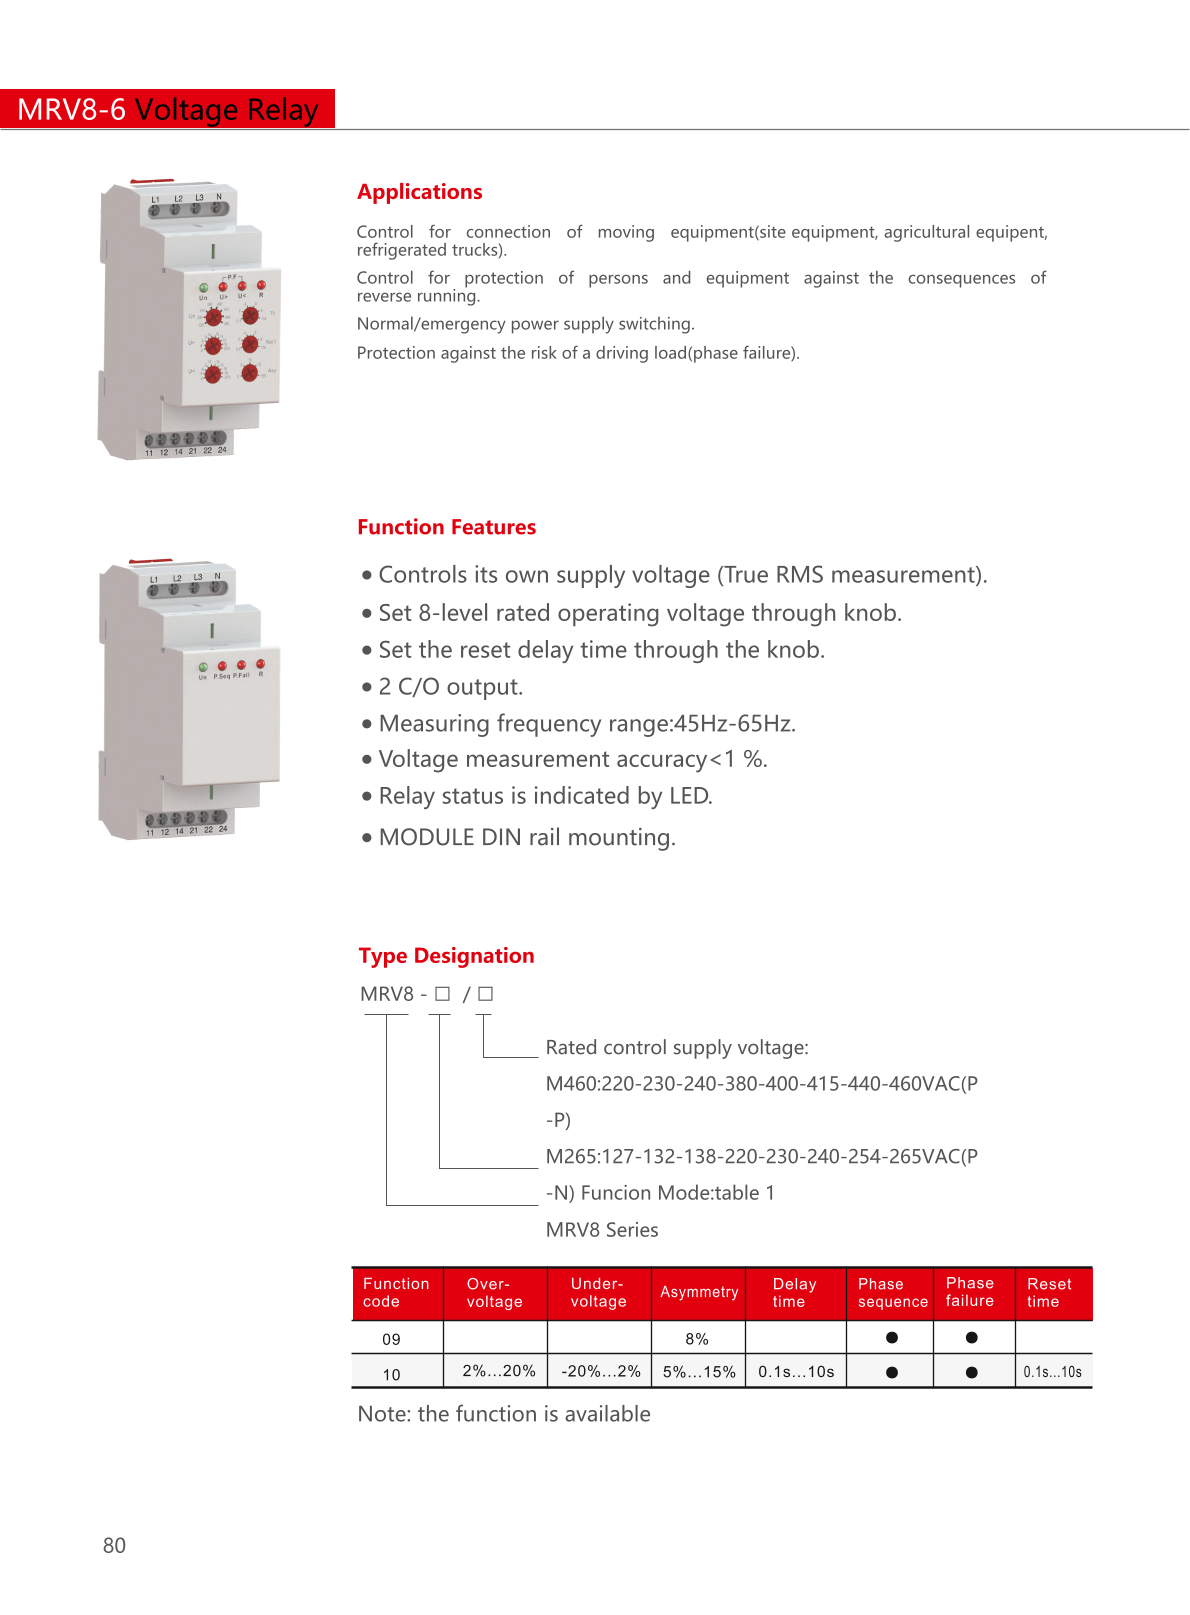 MRV8-6 Voltage Relay
L1 L2 L3 N
P.F
Un U> U< R
11 12 14 21 22 24
Applications
Control for connection of moving equipment(site equipment, agricultural equipent,
refrigerated trucks).
Control for protection of persons and equipment against the consequences of
reverse running.
Normal/emergency power supply switching.
Protection against the risk of a driving load(phase failure).
L1 L2 L3 N
Un P.Seq P.Fail R
11 12 14 21 22 24
Function Features
● Controls its own supply voltage (True RMS measurement).
● Set 8-level rated operating voltage through knob.
● Set the reset delay time through the knob.
● 2 C/O output.
● Measuring frequency range:45Hz-65Hz.
● Voltage measurement accuracy<1 %.
● Relay status is indicated by LED.
● MODULE DIN rail mounting.
Type Designation
MRV8 - □ / □
Rated control supply voltage:
M460:220-230-240-380-400-415-440-460VAC(P
-P)
M265:127-132-138-220-230-240-254-265VAC(P
-N) Funcion Mode:table 1
MRV8 Series
Function code Over-voltage Under-voltage Asymmetry Delay time Phase sequence Phase failure Reset time
09 8% ● ●
10 2%...20% -20%...2% 5%...15% 0.1s...10s ● ● 0.1s...10s
Note: the function is available
80